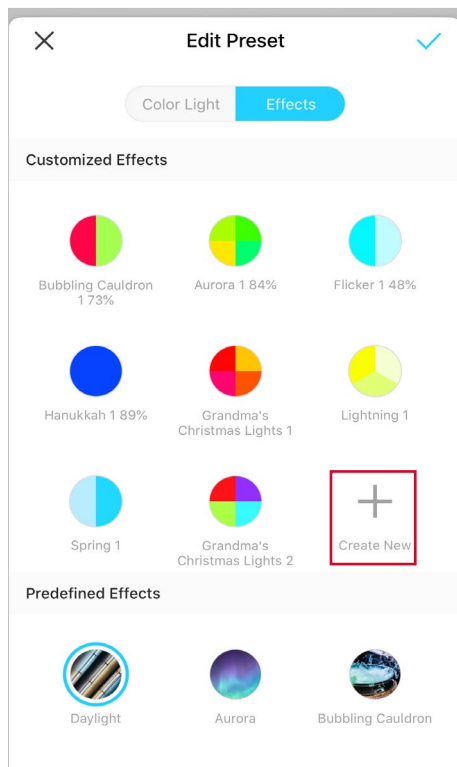 Edit Preset
Color Light
Effects
Customized Effects
Bubbling Cauldron
1 73%
Aurora 1 84%
Flicker 1 48%
Hanukkah 1 89%
Grandma's
Christmas Lights 1
Lightning 1
Spring 1
Grandma's
Christmas Lights 2
Create New
Predefined Effects
Daylight
Aurora
Bubbling Cauldron